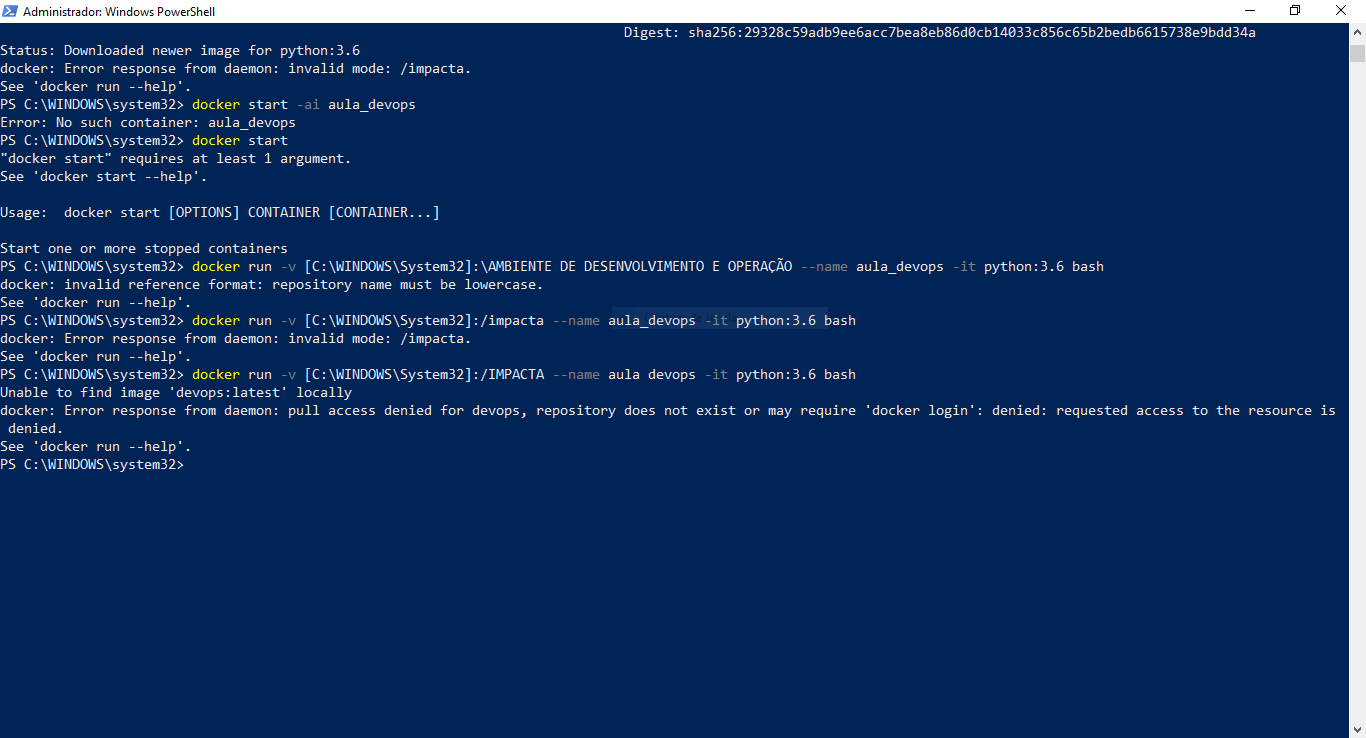 Administrador: Windows PowerShell
Digest: sha256:29328c59adb9ee6acc7bea8eb86d0cb14033c856c65b2bedb6615738e9bdd34a
Status: Downloaded newer image for python:3.6
docker: Error response from daemon: invalid mode: /impacta.
See 'docker run --help'.
PS C:\WINDOWS\system32> docker start -ai aula_devops
Error: No such container: aula_devops
PS C:\WINDOWS\system32> docker start
"docker start" requires at least 1 argument.
See 'docker start --help'.
Usage:  docker start [OPTIONS] CONTAINER [CONTAINER...]
Start one or more stopped containers
PS C:\WINDOWS\system32> docker run -v [C:\WINDOWS\System32]:\AMBIENTE DE DESENVOLVIMENTO E OPERAÇÃO --name aula_devops -it python:3.6 bash
docker: invalid reference format: repository name must be lowercase.
See 'docker run --help'.
PS C:\WINDOWS\system32> docker run -v [C:\WINDOWS\System32]:/impacta --name aula_devops -it python:3.6 bash
docker: Error response from daemon: invalid mode: /impacta.
See 'docker run --help'.
PS C:\WINDOWS\system32> docker run -v [C:\WINDOWS\System32]:/IMPACTA --name aula devops -it python:3.6 bash
Unable to find image 'devops:latest' locally
docker: Error response from daemon: pull access denied for devops, repository does not exist or may require 'docker login': denied: requested access to the resource is
denied.
See 'docker run --help'.
PS C:\WINDOWS\system32>